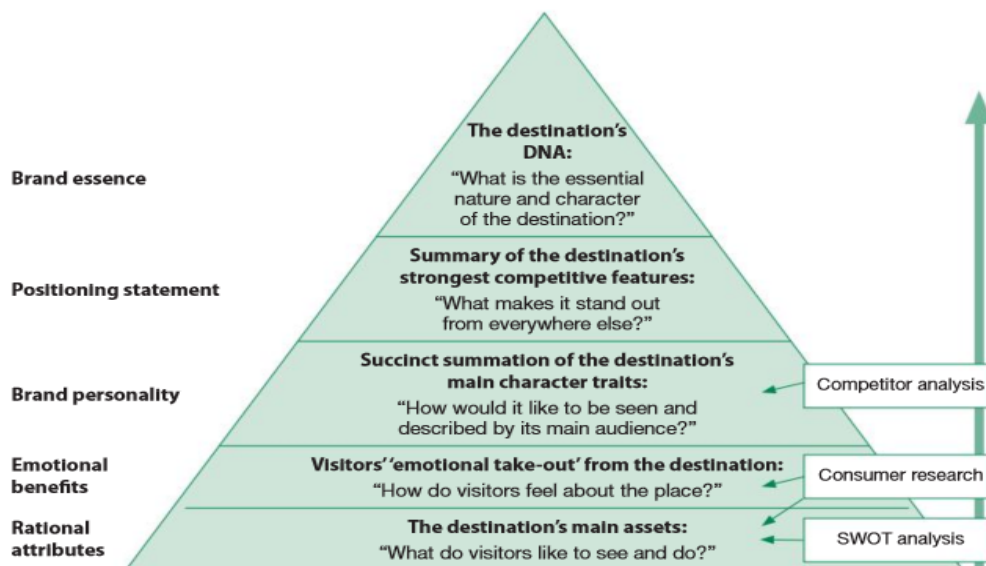 The destination's
DNA:
Brand essence
"What is the essential
nature and character
of the destination?"
Summary of the destination's
strongest competitive features:
Positioning statement
"What makes it stand out
from everywhere else?"
Succinct summation of the destination's
main character traits:
Brand personality
"How would it like to be seen and
described by its main audience?"
Competitor analysis
Emotional
benefits
Visitors' 'emotional take-out' from the destination:
"How do visitors feel about the place?"
Consumer research
Rational
attributes
The destination's main assets:
"What do visitors like to see and do?"
SWOT analysis